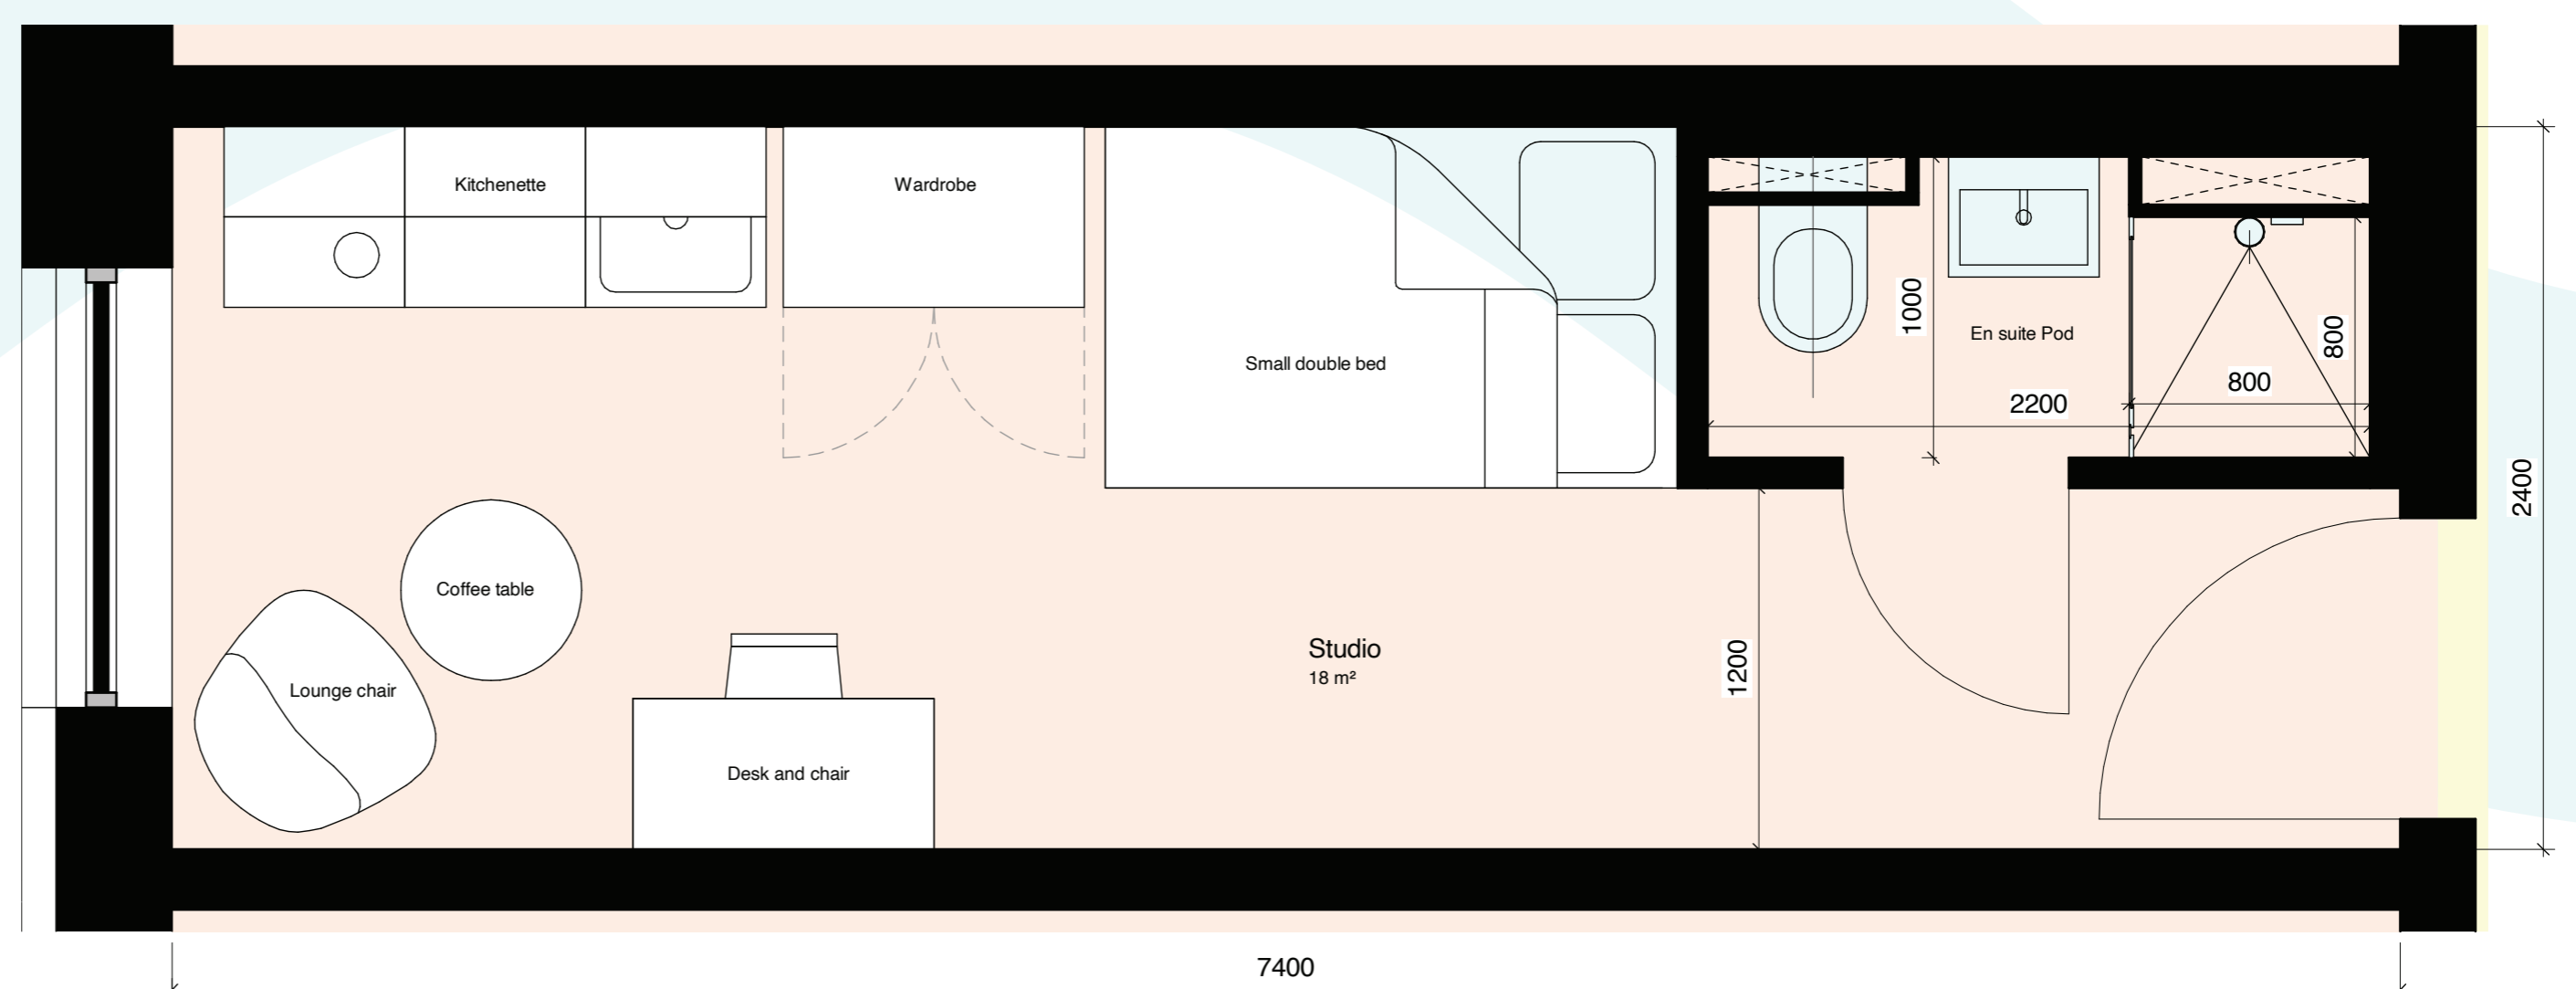 Kitchenette
Wardrobe
Small double bed
1000
En suite Pod
800
800
2200
2400
Coffee table
Lounge chair
Studio
18 m²
1200
Desk and chair
7400